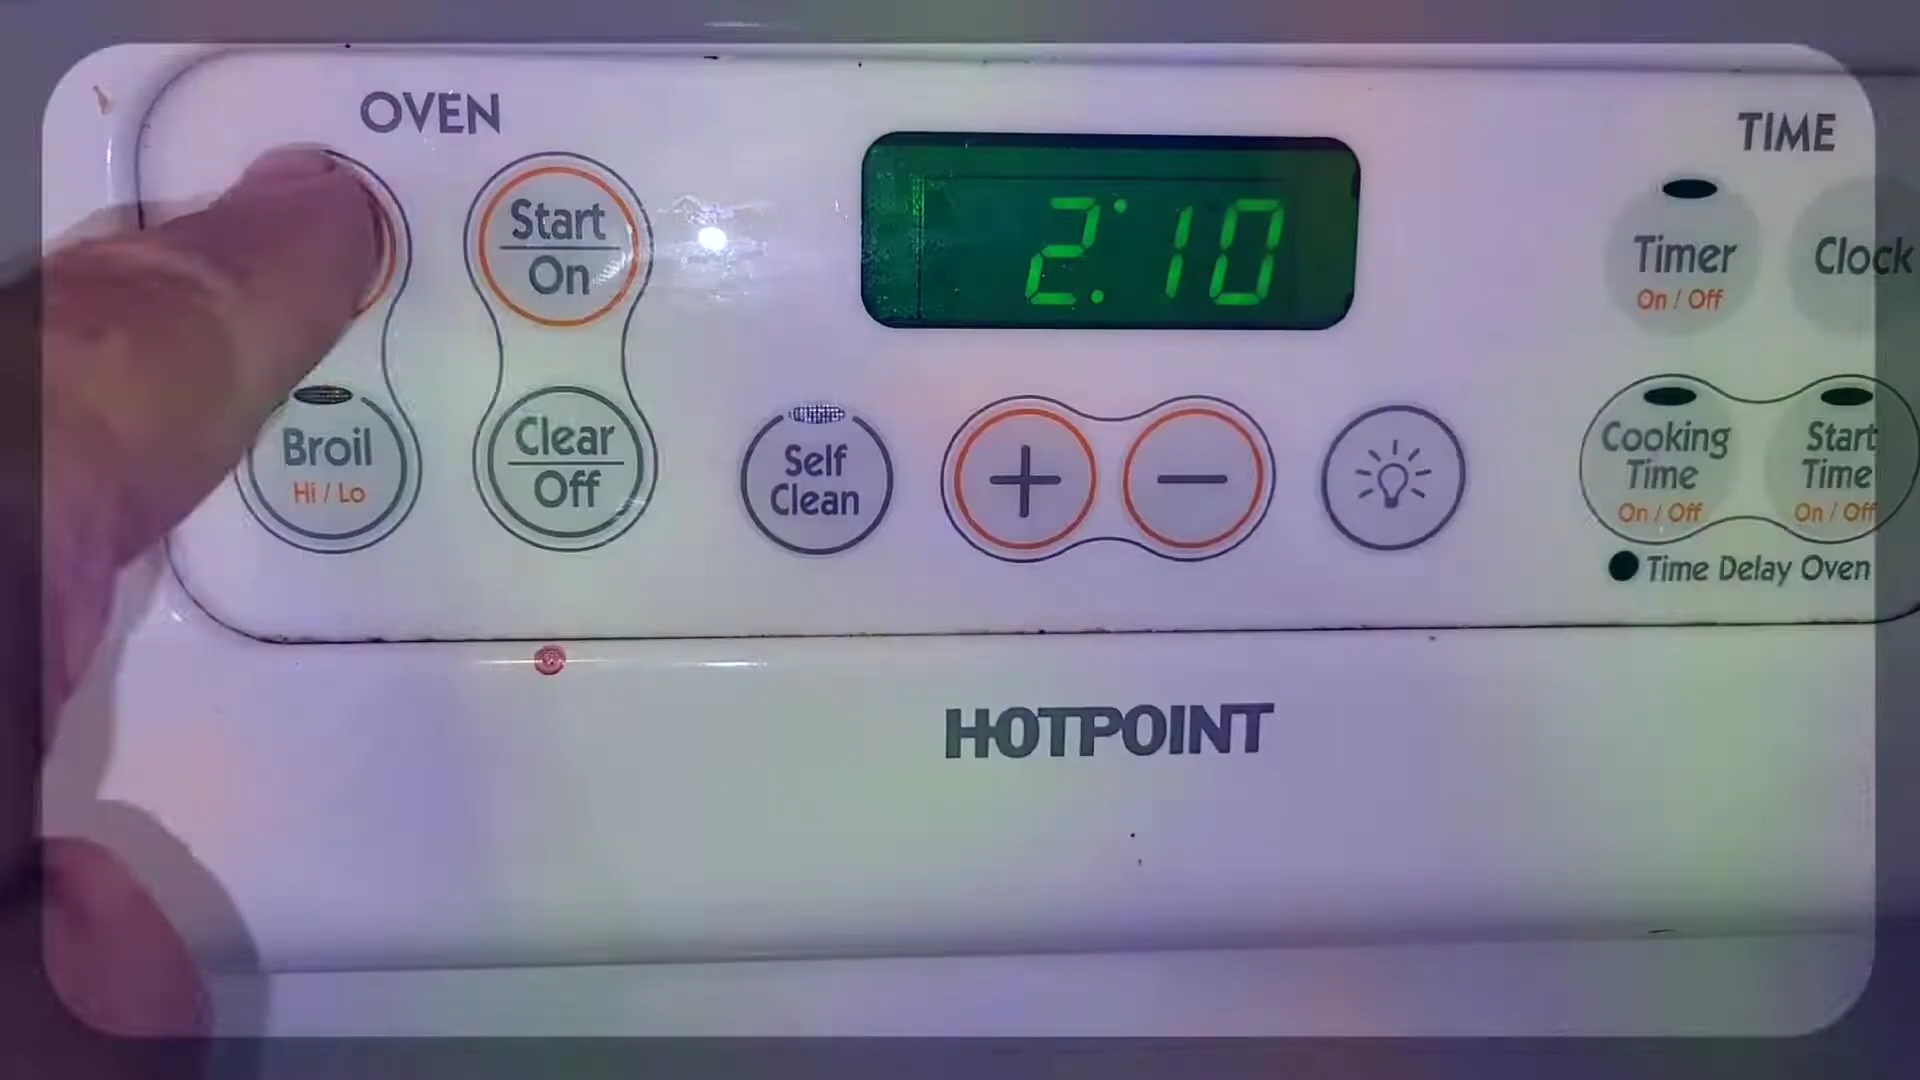 OVEN
TIME
Start
On
2:10
Timer
On / Off
Clock
Broil
Hi / Lo
Clear
Off
Self
Clean
+
−
Cooking
Time
On / Off
Start
Time
On / Off
Time Delay Oven
HOTPOINT